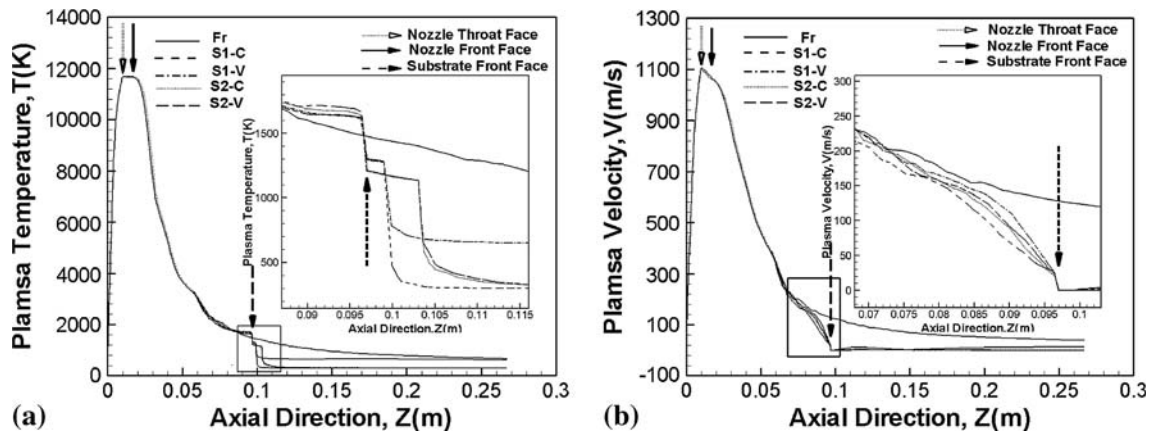 14000
12000
10000
8000
6000
4000
2000
0
Plamsa Temperature,T(K)
0
0.05
0.1
0.15
0.2
0.25
0.3
Axial Direction, Z(m)
(a)
Fr
S1-C
S1-V
S2-C
S2-V
Nozzle Throat Face
Nozzle Front Face
Substrate Front Face
1500
1000
500
Plasma Temperature,T(K)
0.09
0.095
0.1
0.105
0.11
0.115
Axial Direction.Z(m)
1300
1100
900
700
500
300
100
-100
Plamsa Velocity,V(m/s)
0
0.05
0.1
0.15
0.2
0.25
0.3
Axial Direction, Z(m)
(b)
Fr
S1-C
S1-V
S2-C
S2-V
Nozzle Throat Face
Nozzle Front Face
Substrate Front Face
300
250
200
150
100
50
0
Plasma Velocity,V(m/s)
0.07
0.075
0.08
0.085
0.09
0.095
0.1
Axial Direction.Z(m)